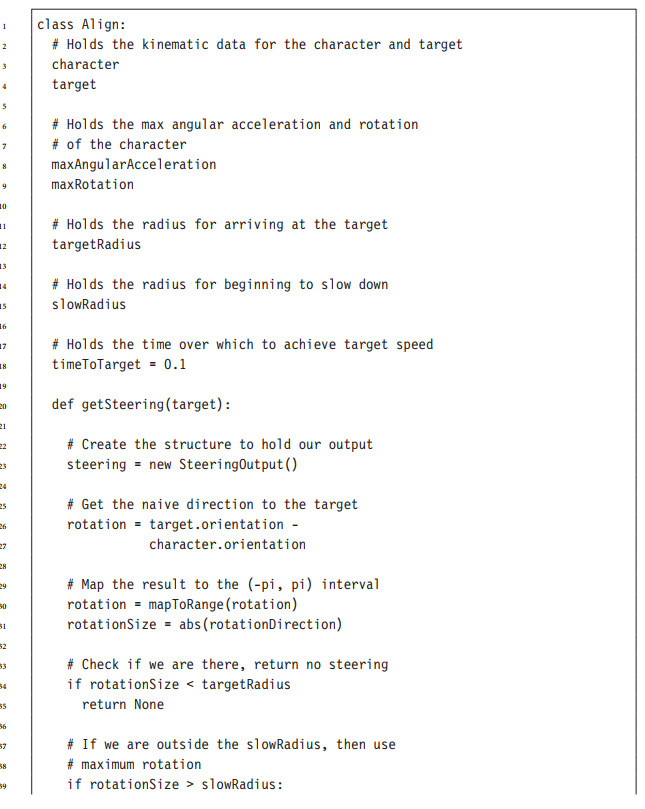 1 class Align:
2 # Holds the kinematic data for the character and target
3 character
4 target
5
6 # Holds the max angular acceleration and rotation
7 # of the character
8 maxAngularAcceleration
9 maxRotation
10
11 # Holds the radius for arriving at the target
12 targetRadius
13
14 # Holds the radius for beginning to slow down
15 slowRadius
16
17 # Holds the time over which to achieve target speed
18 timeToTarget = 0.1
19
20 def getSteering(target):
21
22 # Create the structure to hold our output
23 steering = new SteeringOutput()
24
25 # Get the naive direction to the target
26 rotation = target.orientation -
27 character.orientation
28
29 # Map the result to the (-pi, pi) interval
30 rotation = mapToRange(rotation)
31 rotationSize = abs(rotationDirection)
32
33 # Check if we are there, return no steering
34 if rotationSize < targetRadius
35 return None
36
37 # If we are outside the slowRadius, then use
38 # maximum rotation
39 if rotationSize > slowRadius: